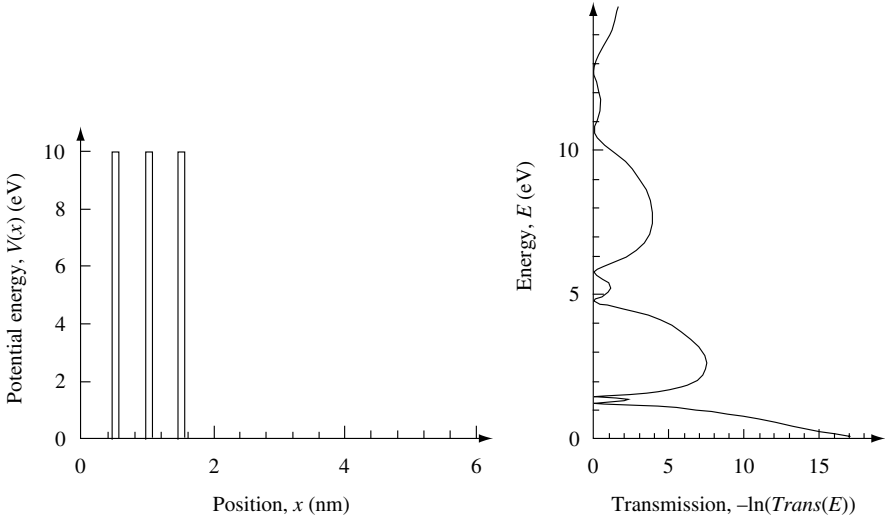 Potential energy, V(x) (eV)
10
8
6
4
2
0
0 2 4 6
Position, x (nm)
Energy, E (eV)
10
5
0
0 5 10 15
Transmission, –ln(Trans(E))